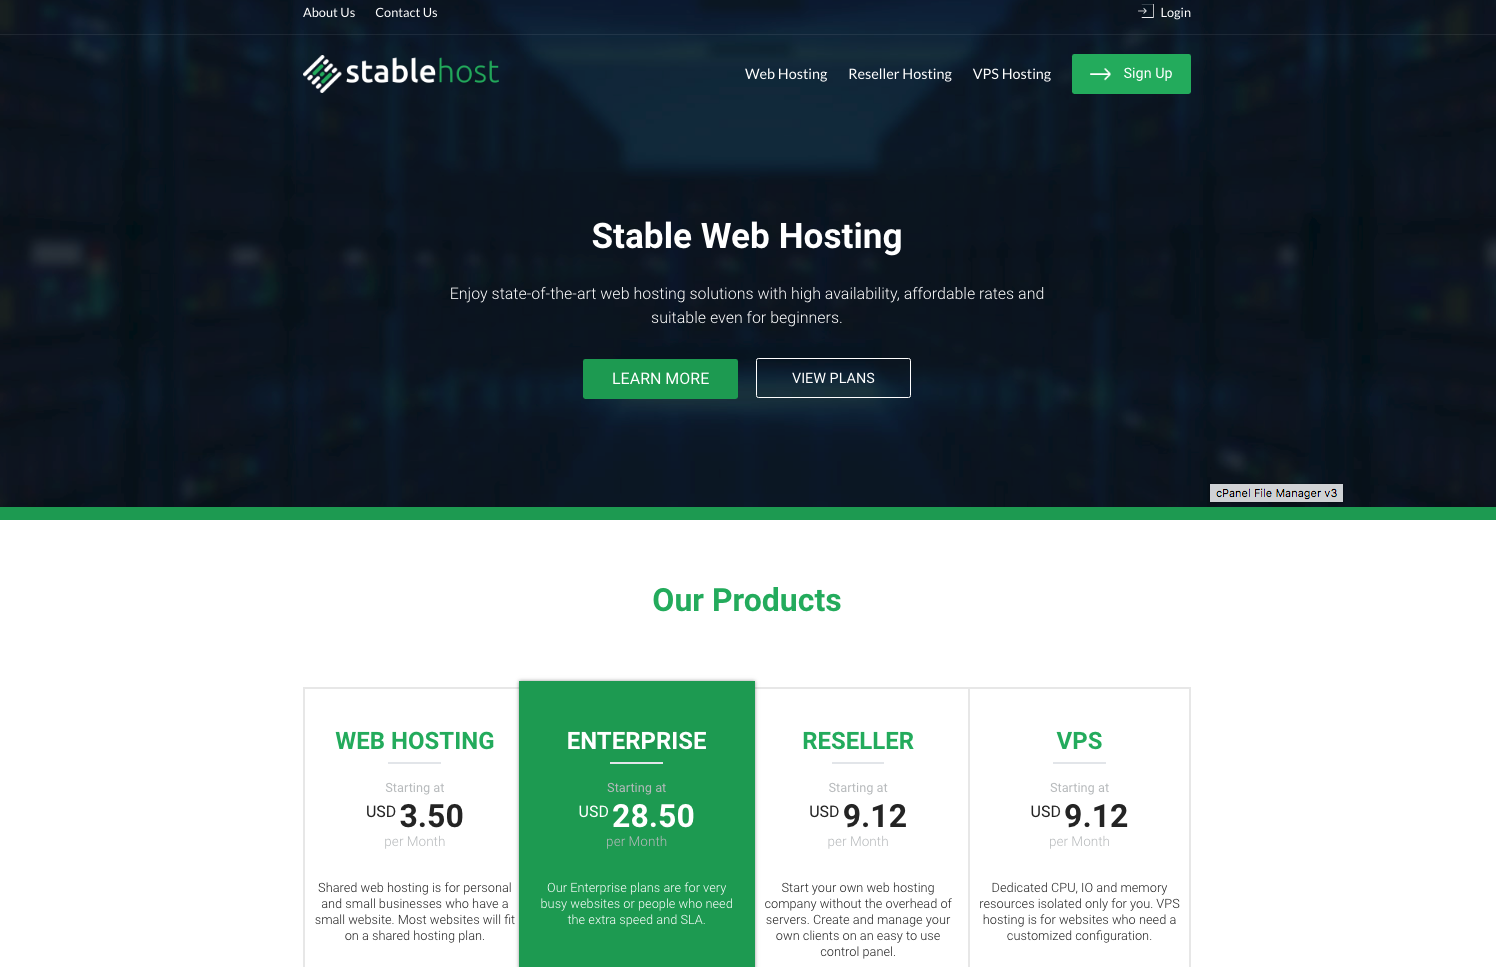 About Us Contact Us Login
stablehost
Web Hosting Reseller Hosting VPS Hosting Sign Up
Stable Web Hosting
Enjoy state-of-the-art web hosting solutions with high availability, affordable rates and
suitable even for beginners.
LEARN MORE VIEW PLANS
cPanel File Manager v3
Our Products
WEB HOSTING
Starting at
USD 3.50
per Month
Shared web hosting is for personal
and small businesses who have a
small website. Most websites will fit
on a shared hosting plan.
ENTERPRISE
Starting at
USD 28.50
per Month
Our Enterprise plans are for very
busy websites or people who need
the extra speed and SLA.
RESELLER
Starting at
USD 9.12
per Month
Start your own web hosting
company without the overhead of
servers. Create and manage your
own clients on an easy to use
control panel.
VPS
Starting at
USD 9.12
per Month
Dedicated CPU, IO and memory
resources isolated only for you. VPS
hosting is for websites who need a
customized configuration.